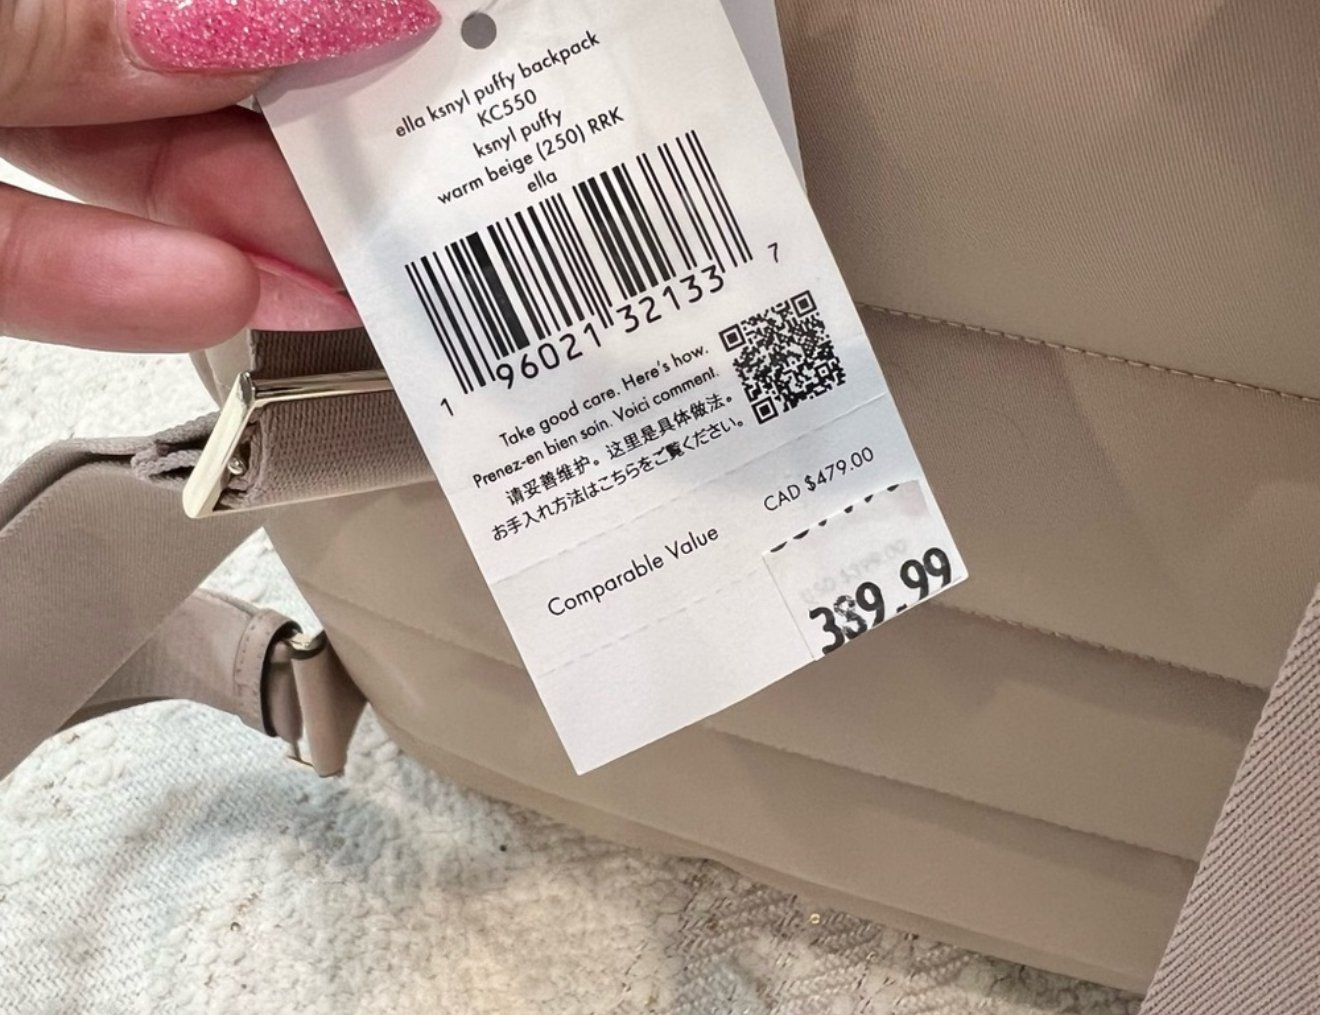 ella ksnyl puffy backpack
KC550
ksnyl puffy
warm beige (250) RRK
ella
1 96021 32133 7
Take good care. Here's how.
Prenez-en bien soin. Voici comment.
请妥善维护。这里是具体做法。
お手入れ方法はこちらをご覧ください。
CAD $479.00
Comparable Value